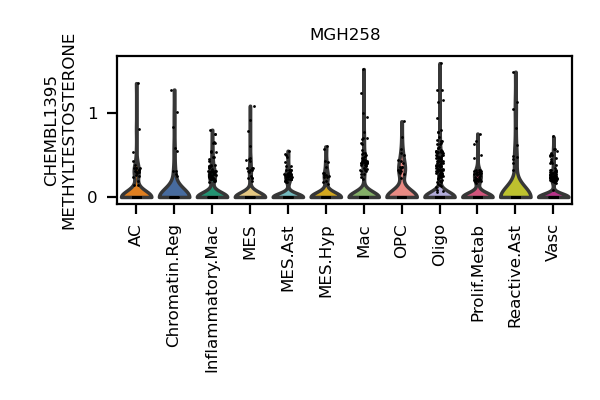 MGH258
CHEMBL1395
METHYLTESTOSTERONE
1
0
AC
Chromatin.Reg
Inflammatory.Mac
MES
MES.Ast
MES.Hyp
Mac
OPC
Oligo
Prolif.Metab
Reactive.Ast
Vasc